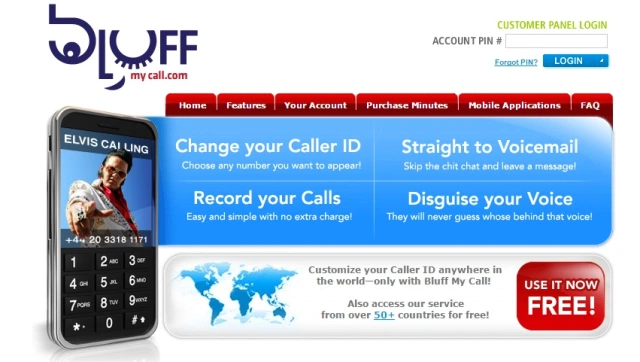 bLUFF
my call.com
CUSTOMER PANEL LOGIN
ACCOUNT PIN #
Forgot PIN?
LOGIN
Home
Features
Your Account
Purchase Minutes
Mobile Applications
FAQ
ELVIS CALLING
+44 20 3318 1171
1
2 ABC
3 DEF
4 GHI
5 JKL
6 MNO
7 PQRS
8 TUV
9 WXYZ
*·
0
#
Change your Caller ID
Choose any number you want to appear!
Straight to Voicemail
Skip the chit chat and leave a message!
Record your Calls
Easy and simple with no extra charge!
Disguise your Voice
They will never guess whose behind that voice!
Customize your Caller ID anywhere in
the world—only with Bluff My Call!
Also access our service
from over 50+ countries for free!
USE IT NOW
FREE!